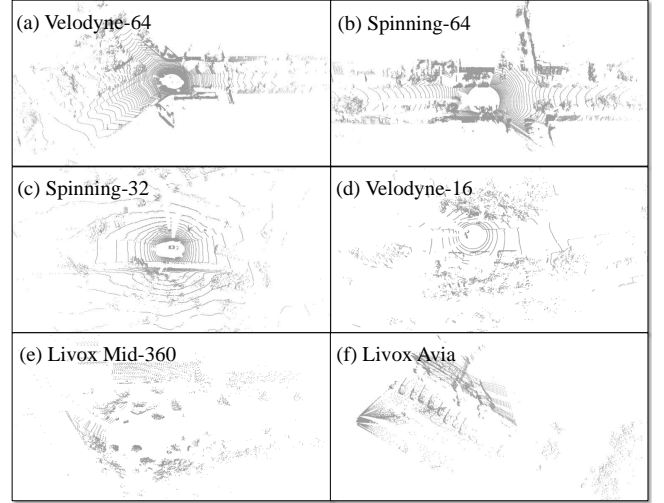 (a) Velodyne-64
(b) Spinning-64
(c) Spinning-32
(d) Velodyne-16
(e) Livox Mid-360
(f) Livox Avia